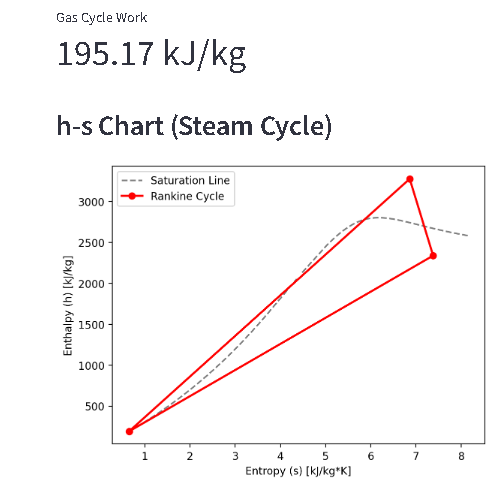 Gas Cycle Work
195.17 kJ/kg
h-s Chart (Steam Cycle)
Saturation Line
Rankine Cycle
Enthalpy (h) [kJ/kg]
3000
2500
2000
1500
1000
500
1 2 3 4 5 6 7 8
Entropy (s) [kJ/kg*K]